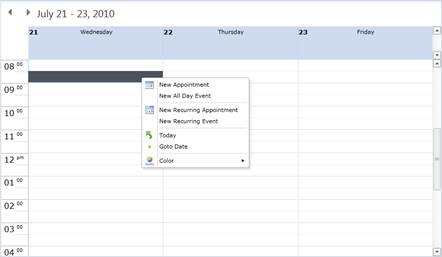 July 21 - 23, 2010
21 Wednesday 22 Thursday 23 Friday
08 00
09 00
10 00
11 00
12 pm
01 00
02 00
03 00
04 00
New Appointment
New All Day Event
New Recurring Appointment
New Recurring Event
Today
Goto Date
Color